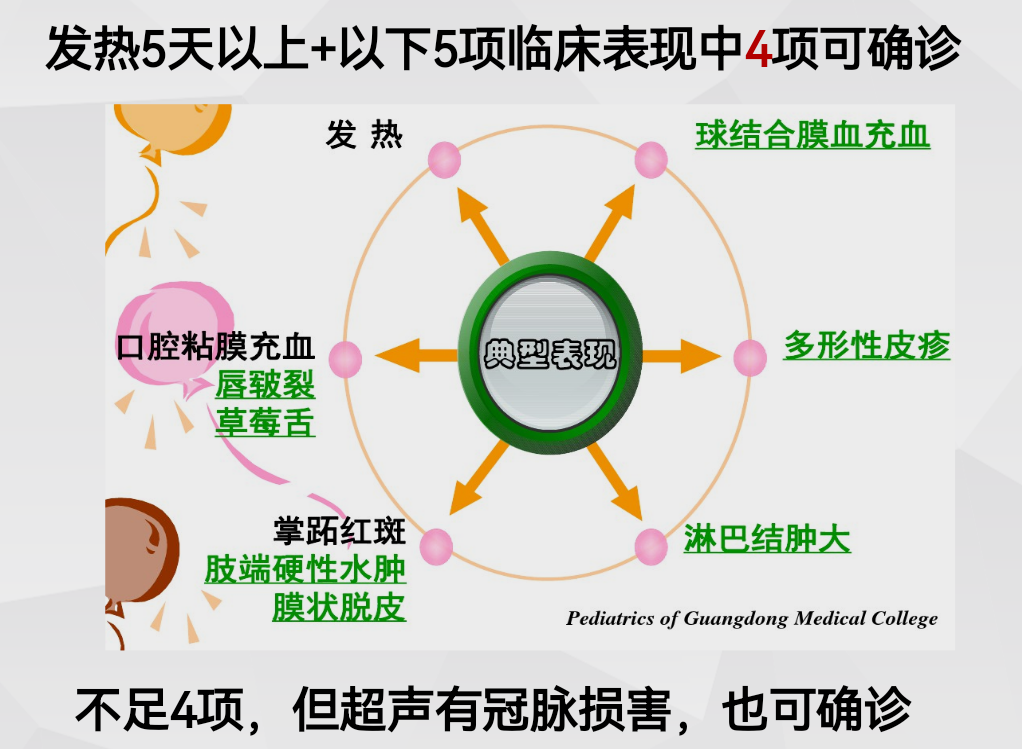 发热5天以上+以下5项临床表现中4项可确诊
发 热
球结合膜血充血
口腔粘膜充血
唇皲裂
草莓舌
典型表现
多形性皮疹
掌跖红斑
肢端硬性水肿
膜状脱皮
淋巴结肿大
Pediatrics of Guangdong Medical College
不足4项，但超声有冠脉损害，也可确诊